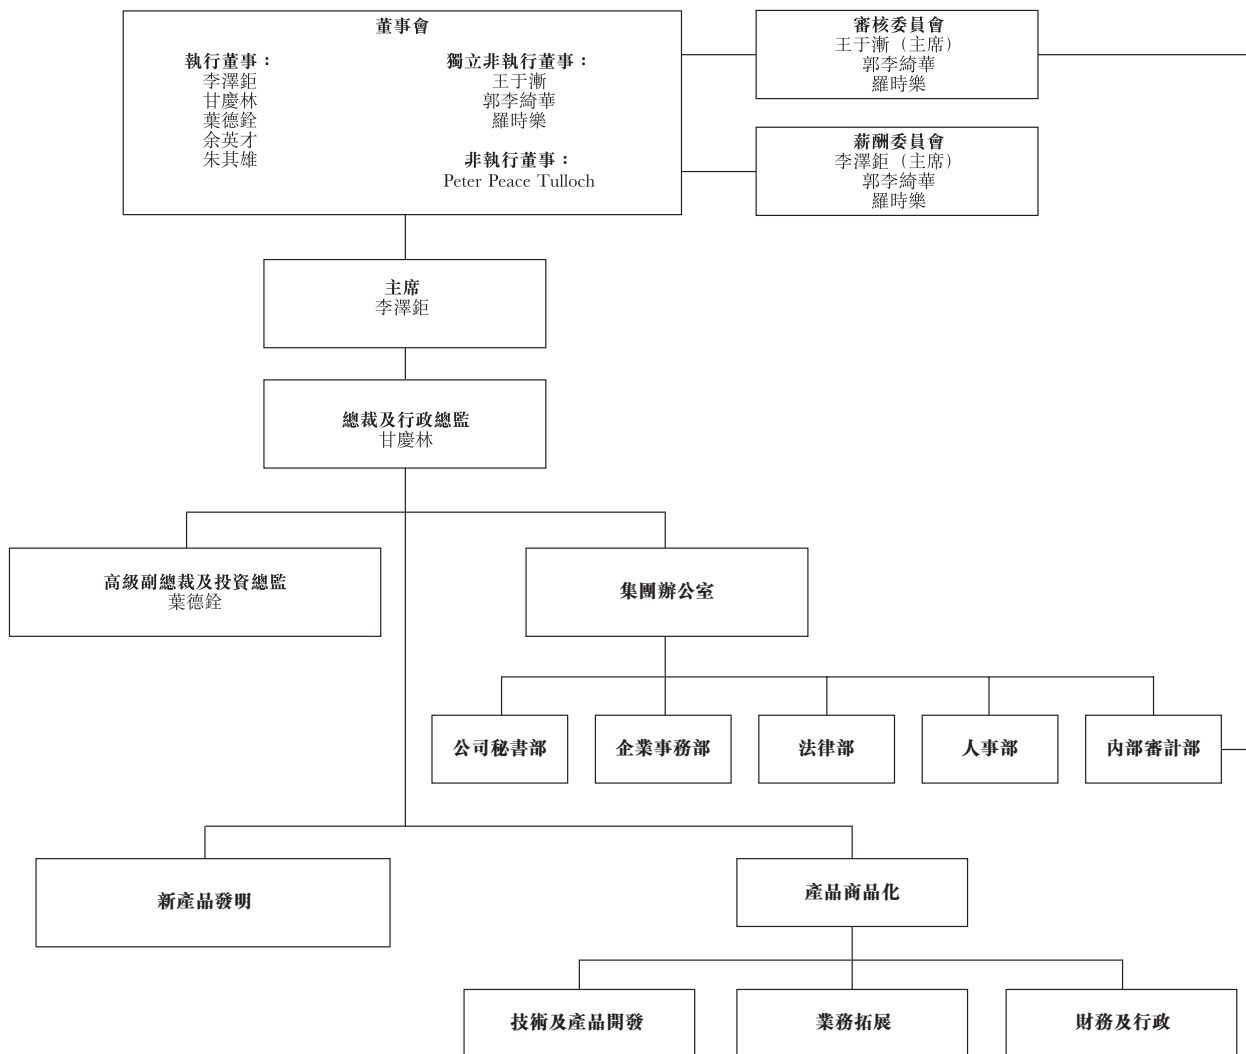 董事會
執行董事：
李澤鉅
甘慶林
葉德銓
余英才
朱其雄
獨立非執行董事：
王于漸
郭李綺華
羅時樂
非執行董事：
Peter Peace Tulloch
審核委員會
王于漸（主席）
郭李綺華
羅時樂
薪酬委員會
李澤鉅（主席）
郭李綺華
羅時樂
主席
李澤鉅
總裁及行政總監
甘慶林
高級副總裁及投資總監
葉德銓
集團辦公室
公司秘書部
企業事務部
法律部
人事部
內部審計部
新產品發明
產品商品化
技術及產品開發
業務拓展
財務及行政